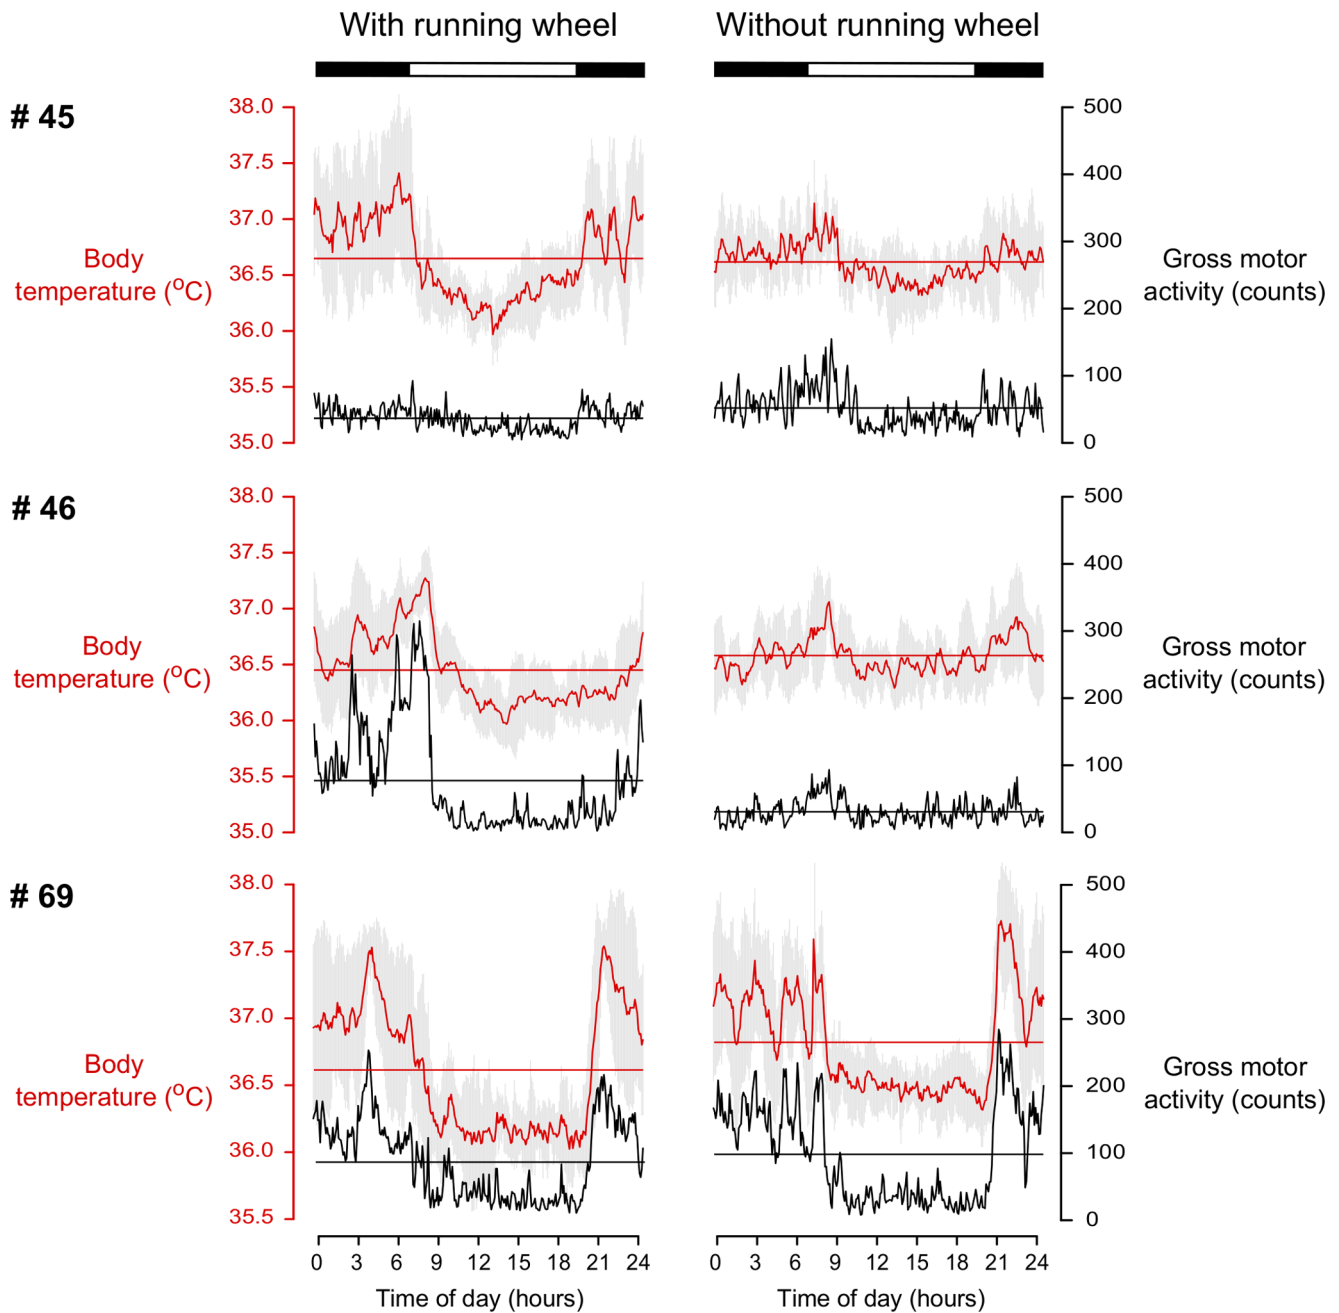 With running wheel
Without running wheel
# 45
38.0
37.5
37.0
36.5
36.0
35.5
35.0
Body
temperature (°C)
500
400
300
200
100
0
Gross motor
activity (counts)
# 46
38.0
37.5
37.0
36.5
36.0
35.5
35.0
Body
temperature (°C)
500
400
300
200
100
0
Gross motor
activity (counts)
# 69
38.0
37.5
37.0
36.5
36.0
35.5
Body
temperature (°C)
500
400
300
200
100
0
Gross motor
activity (counts)
0 3 6 9 12 15 18 21 24
Time of day (hours)
0 3 6 9 12 15 18 21 24
Time of day (hours)